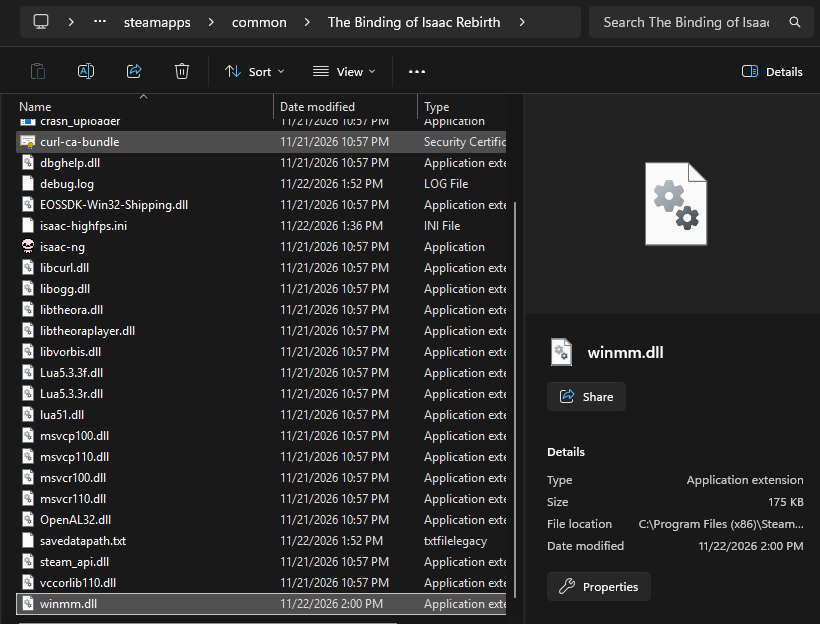 steamapps > common > The Binding of Isaac Rebirth >
Search The Binding of Isaa
Sort View Details
Name Date modified Type
crash_uploader 11/21/2026 10:57 PM Application
curl-ca-bundle 11/21/2026 10:57 PM Security Certific
dbghelp.dll 11/21/2026 10:57 PM Application exte
debug.log 11/22/2026 1:52 PM LOG File
EOSSDK-Win32-Shipping.dll 11/21/2026 10:57 PM Application exte
isaac-highfps.ini 11/22/2026 1:36 PM INI File
isaac-ng 11/21/2026 10:57 PM Application
libcurl.dll 11/21/2026 10:57 PM Application exte
libogg.dll 11/21/2026 10:57 PM Application exte
libtheora.dll 11/21/2026 10:57 PM Application exte
libtheoraplayer.dll 11/21/2026 10:57 PM Application exte
libvorbis.dll 11/21/2026 10:57 PM Application exte
Lua5.3.3f.dll 11/21/2026 10:57 PM Application exte
Lua5.3.3r.dll 11/21/2026 10:57 PM Application exte
lua51.dll 11/21/2026 10:57 PM Application exte
msvcp100.dll 11/21/2026 10:57 PM Application exte
msvcp110.dll 11/21/2026 10:57 PM Application exte
msvcr100.dll 11/21/2026 10:57 PM Application exte
msvcr110.dll 11/21/2026 10:57 PM Application exte
OpenAL32.dll 11/21/2026 10:57 PM Application exte
savedatapath.txt 11/22/2026 1:52 PM txtfilelegacy
steam_api.dll 11/21/2026 10:57 PM Application exte
vccorlib110.dll 11/21/2026 10:57 PM Application exte
winmm.dll 11/22/2026 2:00 PM Application exte
winmm.dll
Share
Details
Type Application extension
Size 175 KB
File location C:\Program Files (x86)\Steam...
Date modified 11/22/2026 2:00 PM
Properties